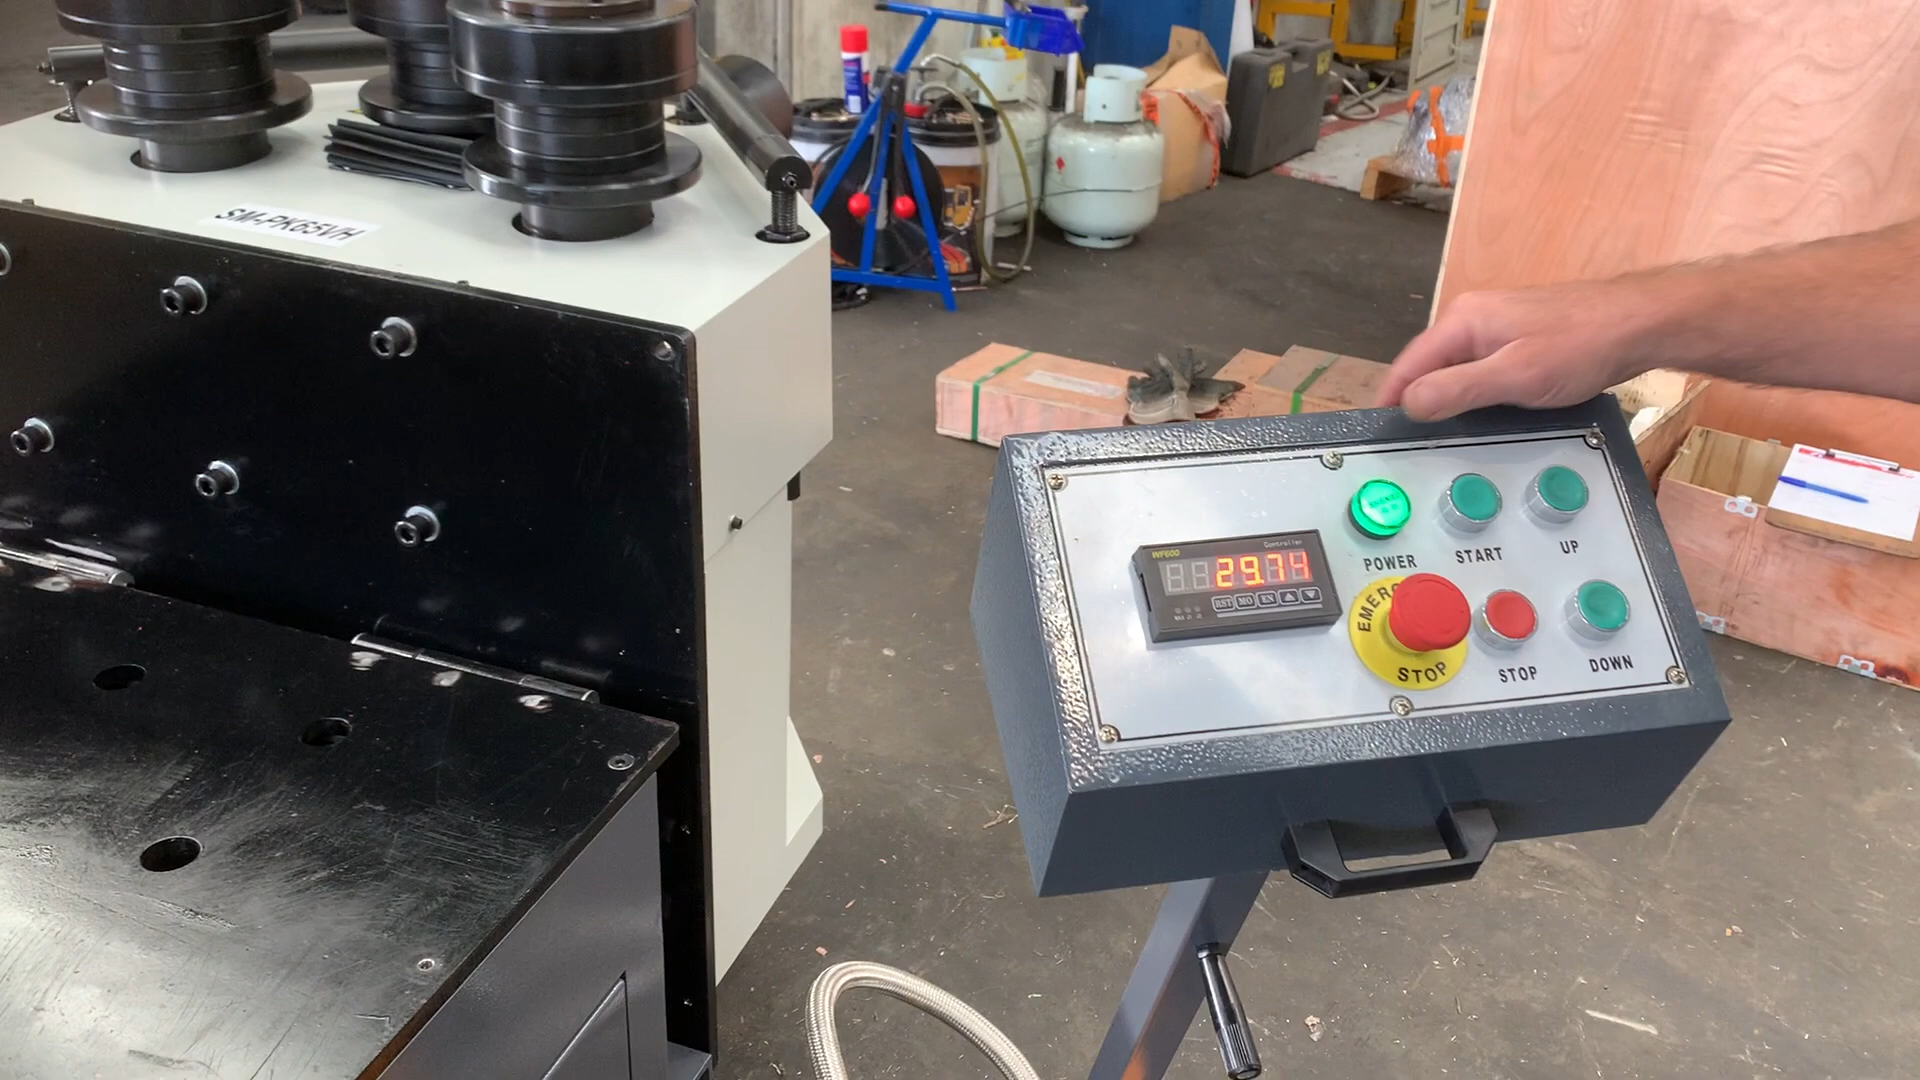 SM-PK65VH
WF600
Controller
29.74
RST MO EN
POWER
START
UP
EMERG
STOP
STOP
DOWN